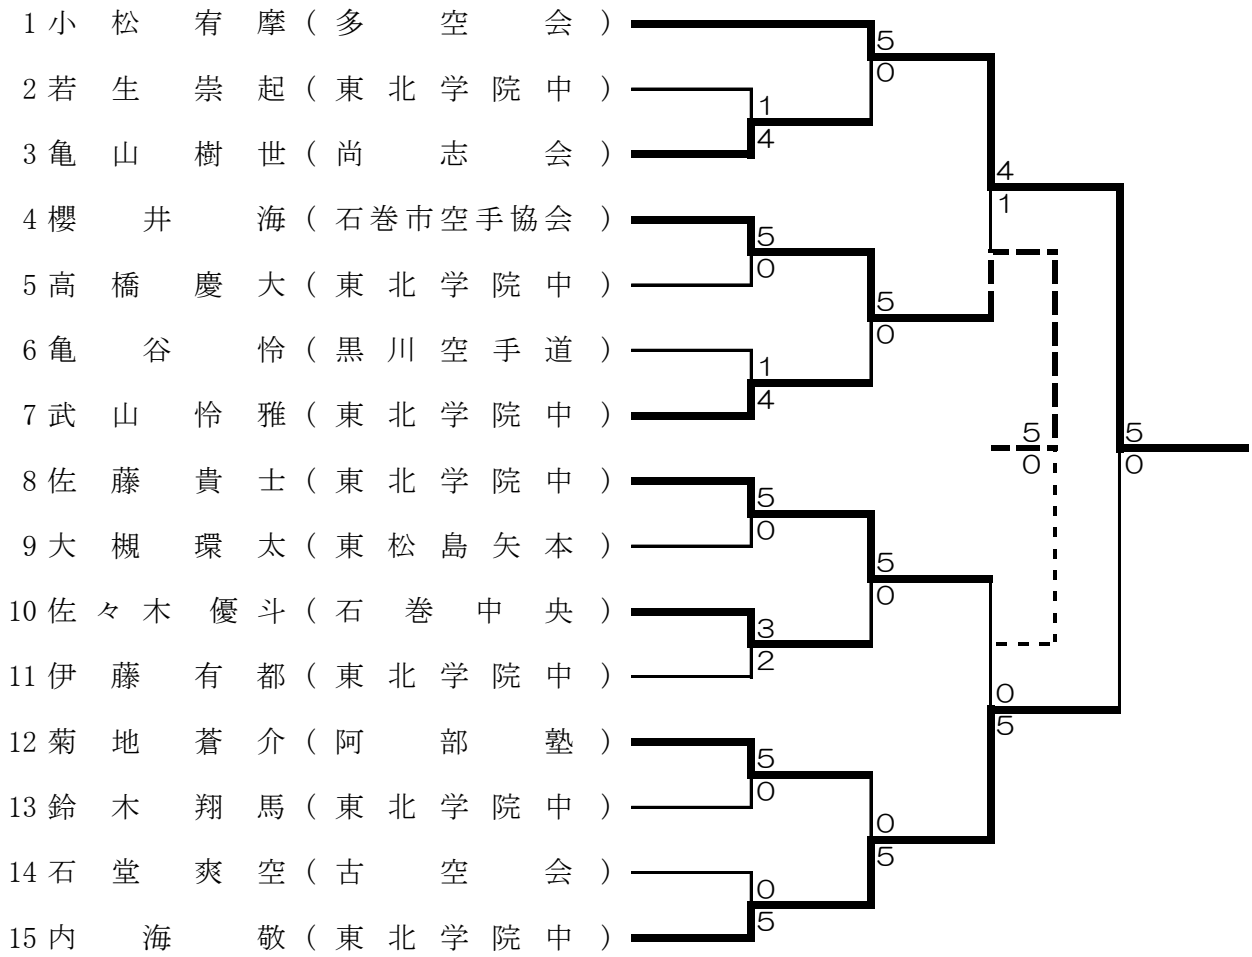 1 小松宥摩(多空会)
2 若生崇起(東北学院中)
3 亀山樹世(尚志会)
4 櫻井海(石巻市空手協会)
5 高橋慶大(東北学院中)
6 亀谷怜(黒川空手道)
7 武山怜雅(東北学院中)
8 佐藤貴士(東北学院中)
9 大槻環太(東松島矢本)
10 佐々木優斗(石巻中央)
11 伊藤有都(東北学院中)
12 菊地蒼介(阿部塾)
13 鈴木翔馬(東北学院中)
14 石堂爽空(古空会)
15 内海敬(東北学院中)
1
4
5
0
1
4
5
0
3
2
5
0
0
5
5
0
5
0
5
0
0
5
4
1
0
5
5
0
5
0